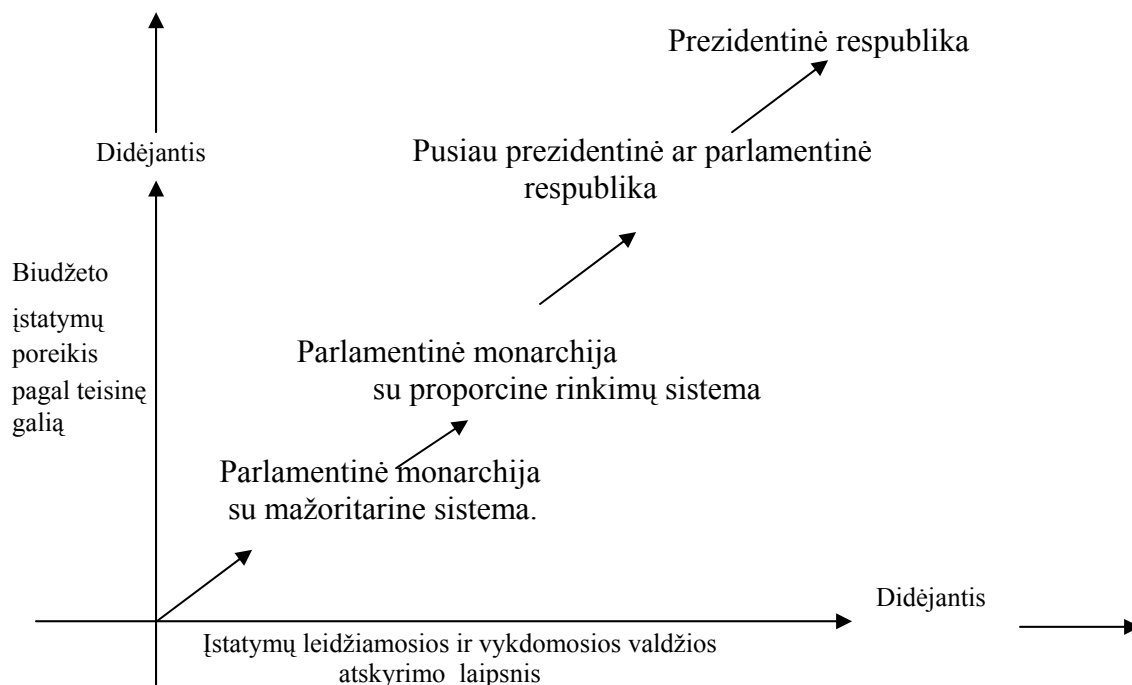 Prezidentinė respublika
Didėjantis
Pusiau prezidentinė ar parlamentinė
respublika
Biudžeto
įstatymų
poreikis
pagal teisinę
galią
Parlamentinė monarchija
su proporcine rinkimų sistema
Parlamentinė monarchija
su mažoritarine sistema.
Didėjantis
Įstatymų leidžiamosios ir vykdomosios valdžios
atskyrimo laipsnis